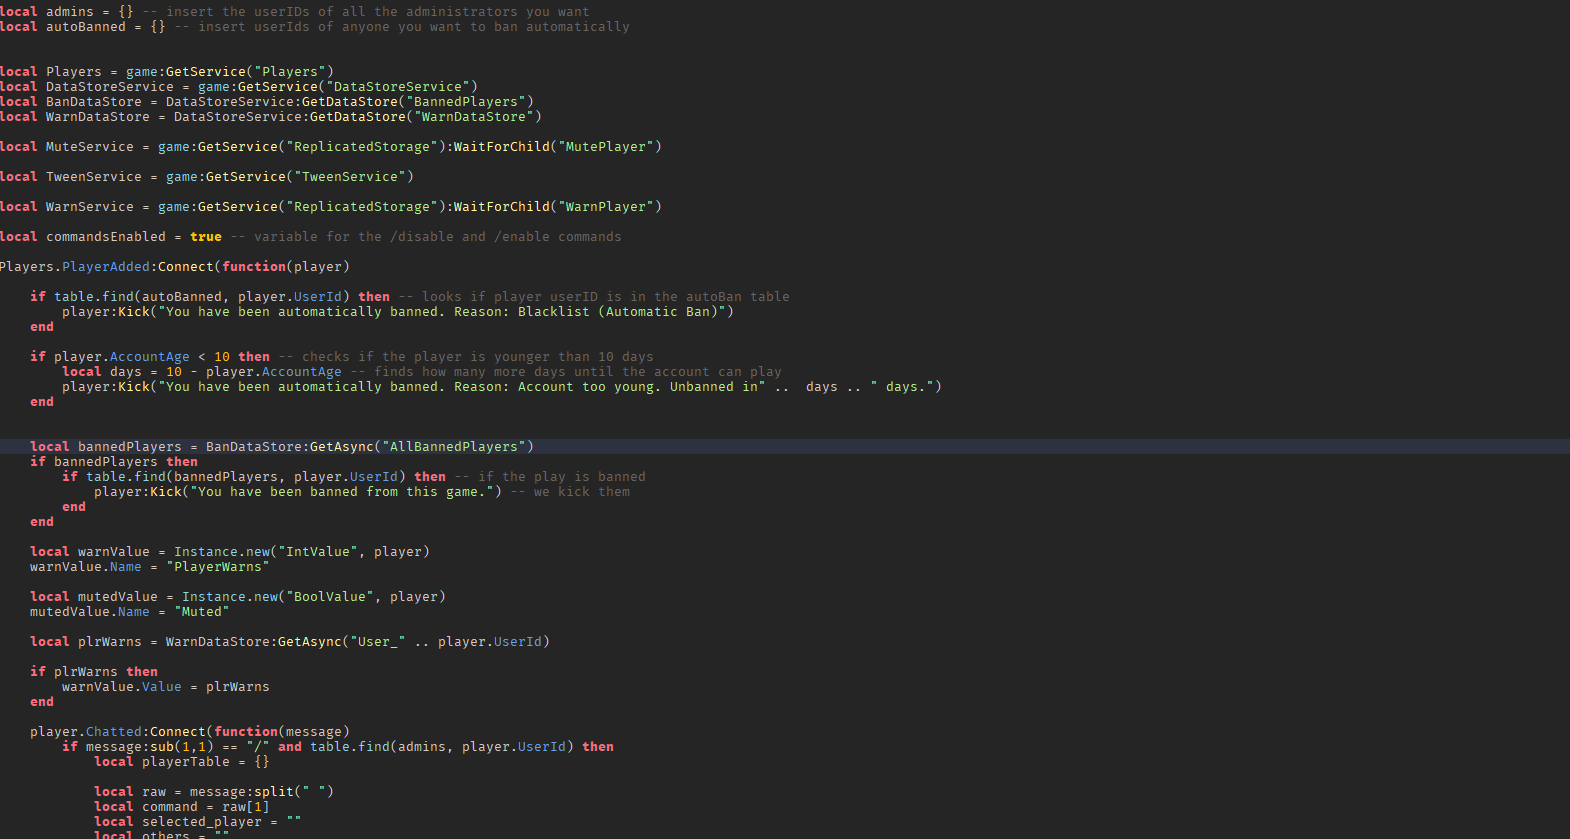 local admins = {} -- insert the userIDs of all the administrators you want
local autoBanned = {} -- insert userIds of anyone you want to ban automatically
local Players = game:GetService("Players")
local DataStoreService = game:GetService("DataStoreService")
local BanDataStore = DataStoreService:GetDataStore("BannedPlayers")
local WarnDataStore = DataStoreService:GetDataStore("WarnDataStore")
local MuteService = game:GetService("ReplicatedStorage"):WaitForChild("MutePlayer")
local TweenService = game:GetService("TweenService")
local WarnService = game:GetService("ReplicatedStorage"):WaitForChild("WarnPlayer")
local commandsEnabled = true -- variable for the /disable and /enable commands
Players.PlayerAdded:Connect(function(player)
if table.find(autoBanned, player.UserId) then -- looks if player userID is in the autoBan table
player:Kick("You have been automatically banned. Reason: Blacklist (Automatic Ban)")
end
if player.AccountAge < 10 then -- checks if the player is younger than 10 days
local days = 10 - player.AccountAge -- finds how many more days until the account can play
player:Kick("You have been automatically banned. Reason: Account too young. Unbanned in" ..  days .. " days.")
end
local bannedPlayers = BanDataStore:GetAsync("AllBannedPlayers")
if bannedPlayers then
if table.find(bannedPlayers, player.UserId) then -- if the play is banned
player:Kick("You have been banned from this game.") -- we kick them
end
end
local warnValue = Instance.new("IntValue", player)
warnValue.Name = "PlayerWarns"
local mutedValue = Instance.new("BoolValue", player)
mutedValue.Name = "Muted"
local plrWarns = WarnDataStore:GetAsync("User_" .. player.UserId)
if plrWarns then
warnValue.Value = plrWarns
end
player.Chatted:Connect(function(message)
if message:sub(1,1) == "/" and table.find(admins, player.UserId) then
local playerTable = {}
local raw = message:split(" ")
local command = raw[1]
local selected_player = ""
local others = ""